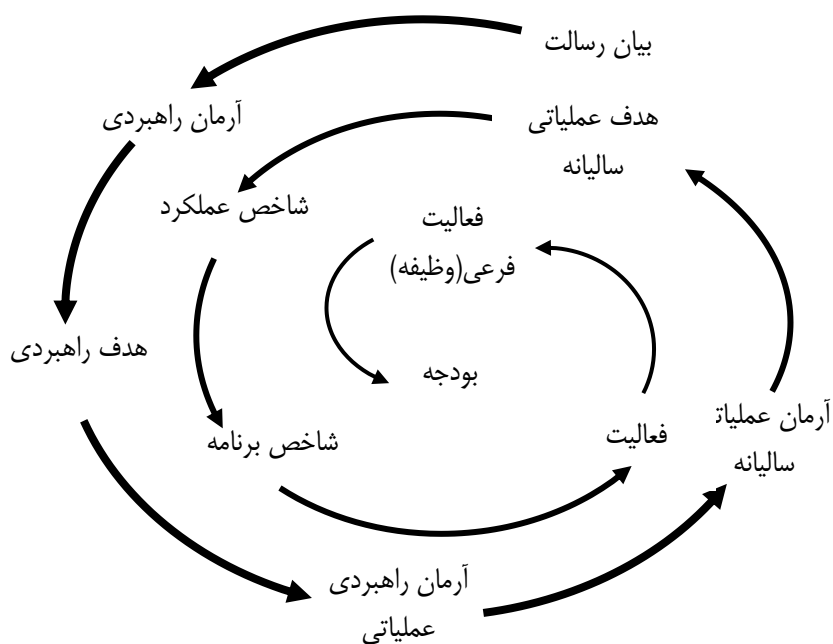 بیان رسالت
آرمان راهبردی
هدف راهبردی
آرمان راهبردی
عملیاتی
آرمان عملیاتـ
سالیانه
هدف عملیاتی
سالیانه
شاخص عملکرد
شاخص برنامه
فعالیت
فعالیت
فرعی(وظیفه)
بودجه